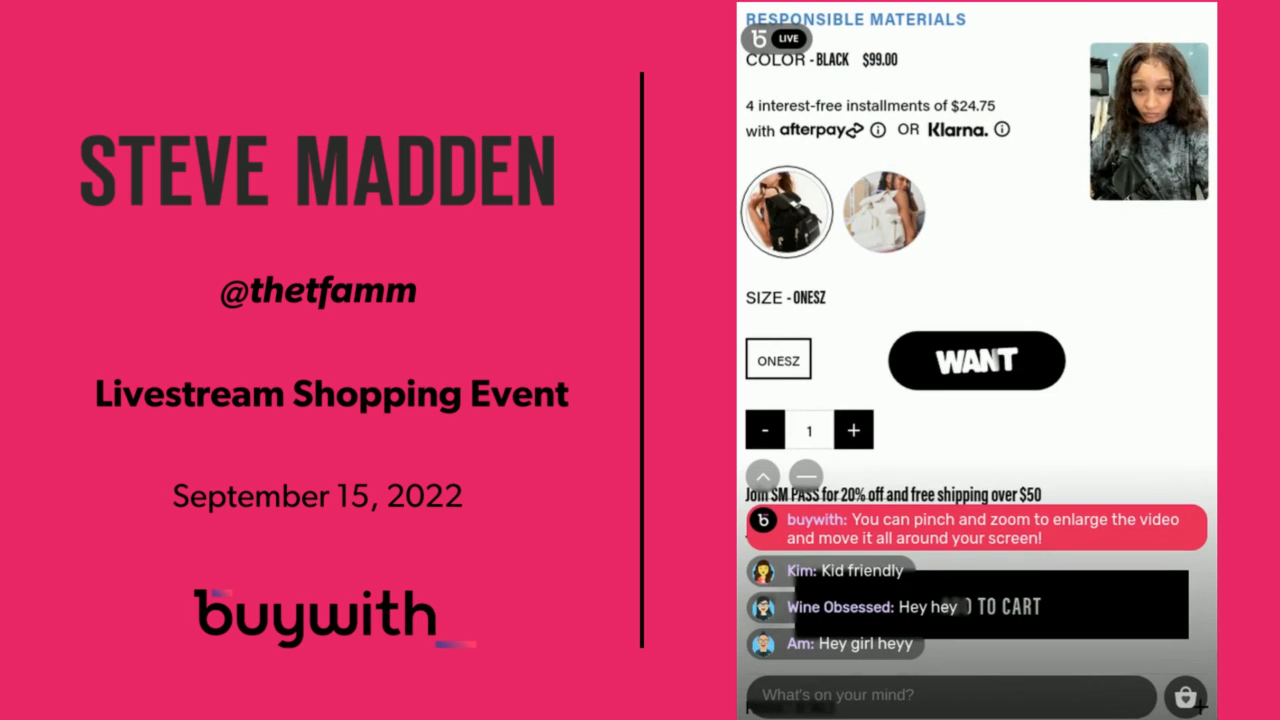 STEVE MADDEN
@thetfamm
Livestream Shopping Event
September 15, 2022
buywith_
RESPONSIBLE MATERIALS
b LIVE
COLOR - BLACK $99.00
4 interest-free installments of $24.75
with afterpay OR Klarna.
SIZE - ONESZ
ONESZ
WANT
- 1 +
Join SM PASS for 20% off and free shipping over $50
buywith: You can pinch and zoom to enlarge the video
and move it all around your screen!
Kim: Kid friendly
Wine Obsessed: Hey hey
TO CART
Am: Hey girl heyy
What's on your mind?